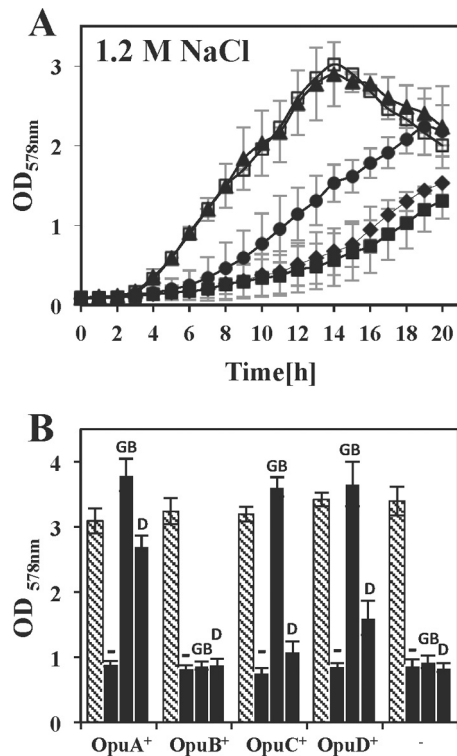 A
1.2 M NaCl
3
2
1
0
OD578nm
0 2 4 6 8 10 12 14 16 18 20
Time[h]
B
4
3
2
1
0
OD 578nm
- GB D
- GB D
- GB D
- GB D
- GB D
OpuA+ OpuB+ OpuC+ OpuD+ -